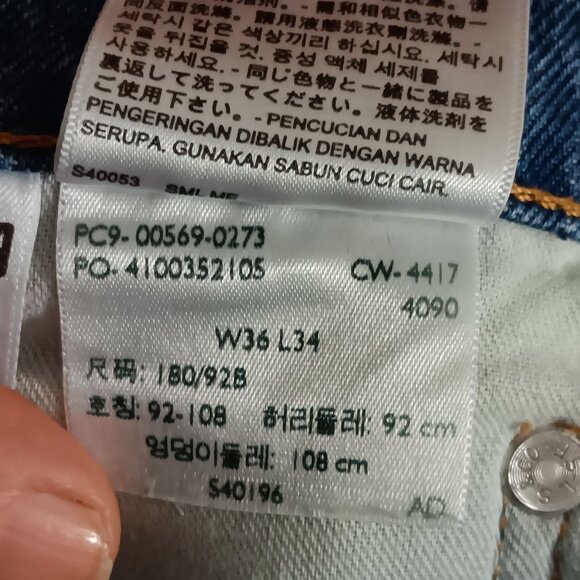 세탁시 같은 색상끼리 하십시요. 세탁시
옷을 뒤집을 것. 중성 액체 세제를
사용하세요. - 同じ色物と一緒に製品を
裏返して洗ってください。液体洗剤を
ご使用下さい。- PENCUCIAN DAN
PENGERINGAN DIBALIK DENGAN WARNA
SERUPA. GUNAKAN SABUN CUCI CAIR.
S40053
PC9- 00569-0273
PO- 4100352105 CW- 4417
4090
W36 L34
尺码: 180/92B
호칭: 92-108 허리둘레: 92 cm
엉덩이둘레: 108 cm
S40196 AD